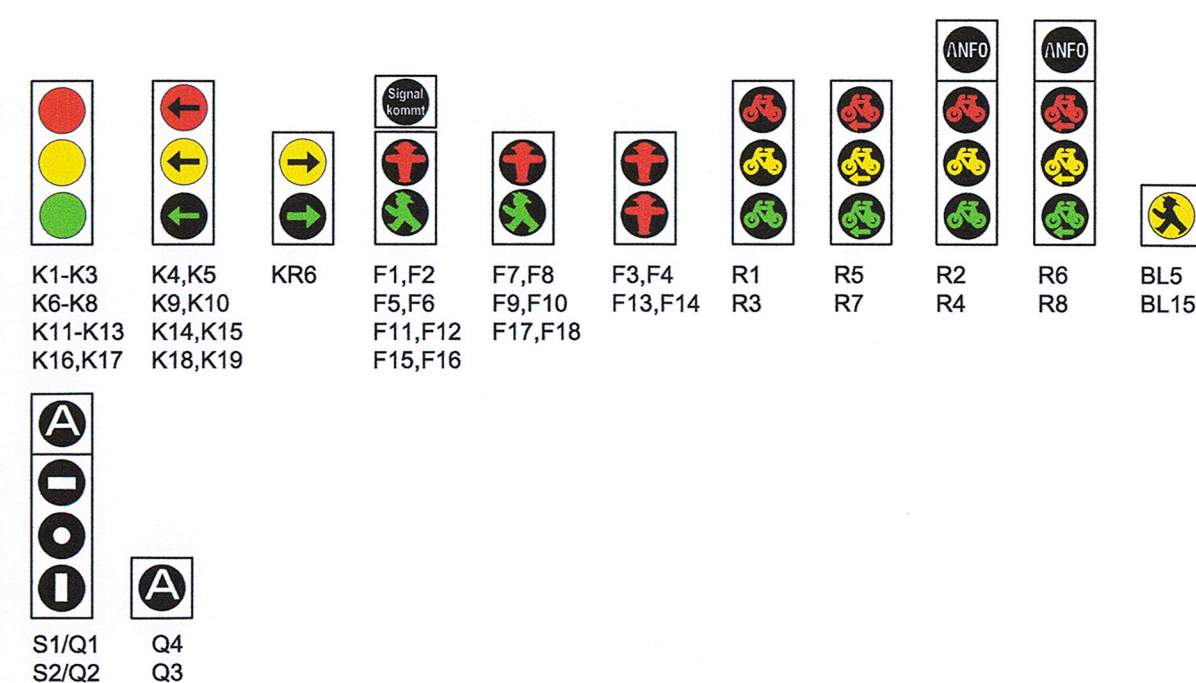 Signal
kommt
ANFO
ANFO
K1-K3 K4,K5 KR6 F1,F2 F7,F8 F3,F4 R1 R5 R2 R6 BL5
K6-K8 K9,K10 F5,F6 F9,F10 F13,F14 R3 R7 R4 R8 BL15
K11-K13 K14,K15 F11,F12 F17,F18
K16,K17 K18,K19 F15,F16
A
A
S1/Q1 Q4
S2/Q2 Q3